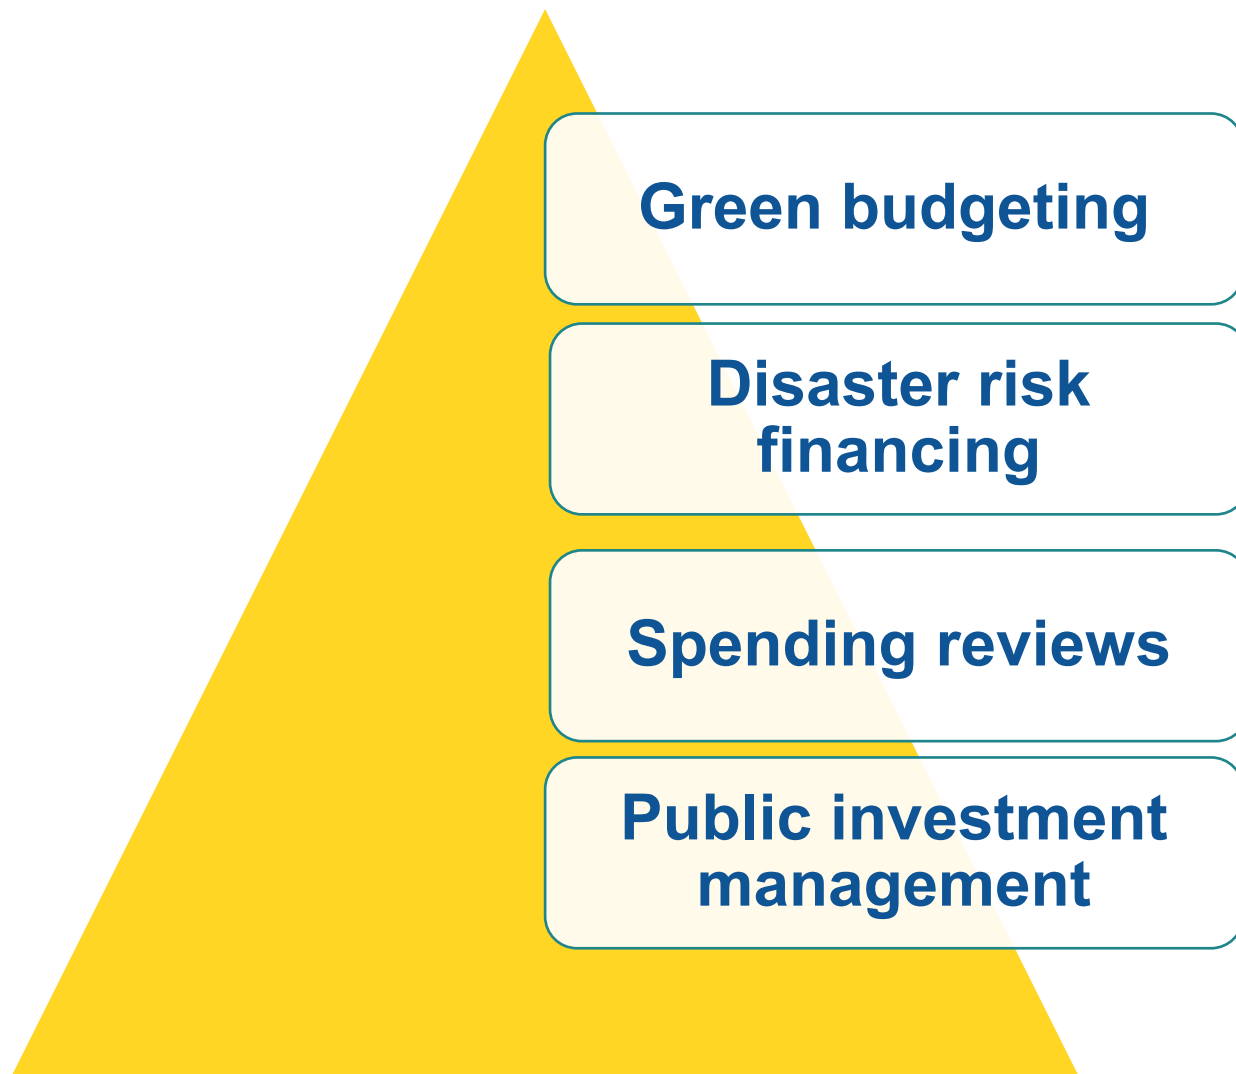 Green budgeting
Disaster risk
financing
Spending reviews
Public investment
management